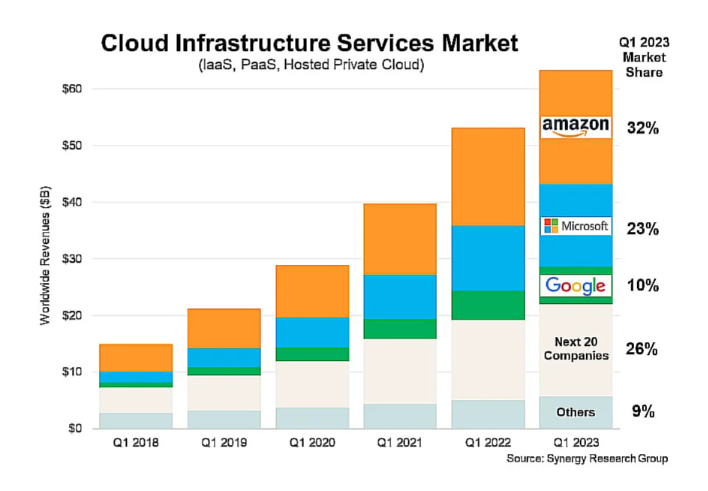 Cloud Infrastructure Services Market
(IaaS, PaaS, Hosted Private Cloud)
Q1 2023
Market
Share
Worldwide Revenues ($B)
$60
$50
$40
$30
$20
$10
$0
amazon
32%
Microsoft
23%
Google
10%
Next 20
Companies
26%
Others
9%
Q1 2018
Q1 2019
Q1 2020
Q1 2021
Q1 2022
Q1 2023
Source: Synergy Research Group